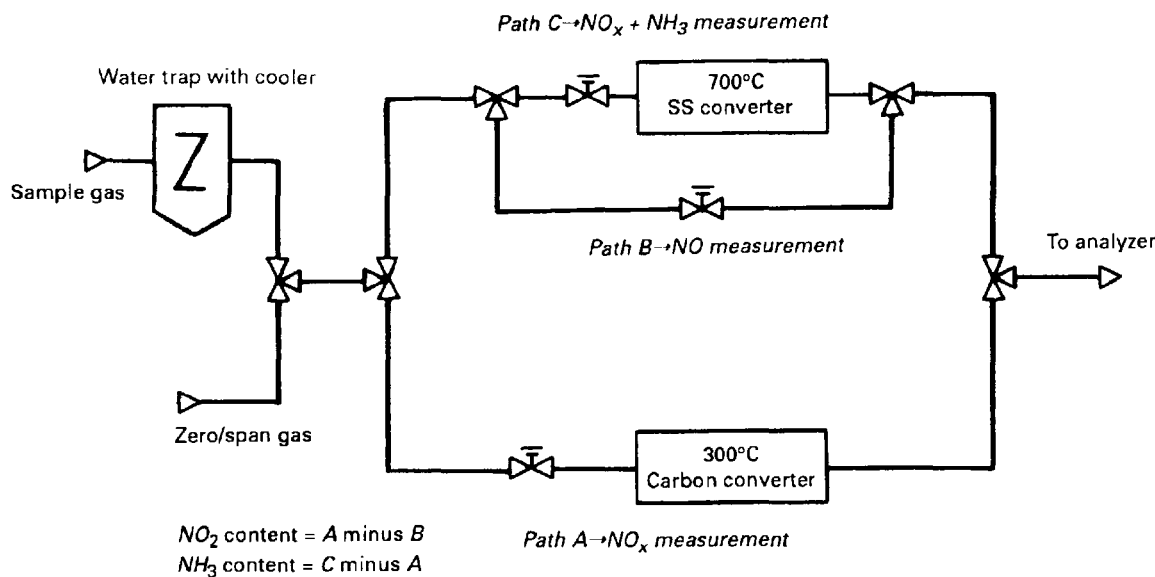 Path C→NOx + NH3 measurement
Water trap with cooler
700°C
SS converter
Z
Sample gas
Path B→NO measurement
To analyzer
Zero/span gas
300°C
Carbon converter
NO2 content = A minus B
NH3 content = C minus A
Path A→NOx measurement